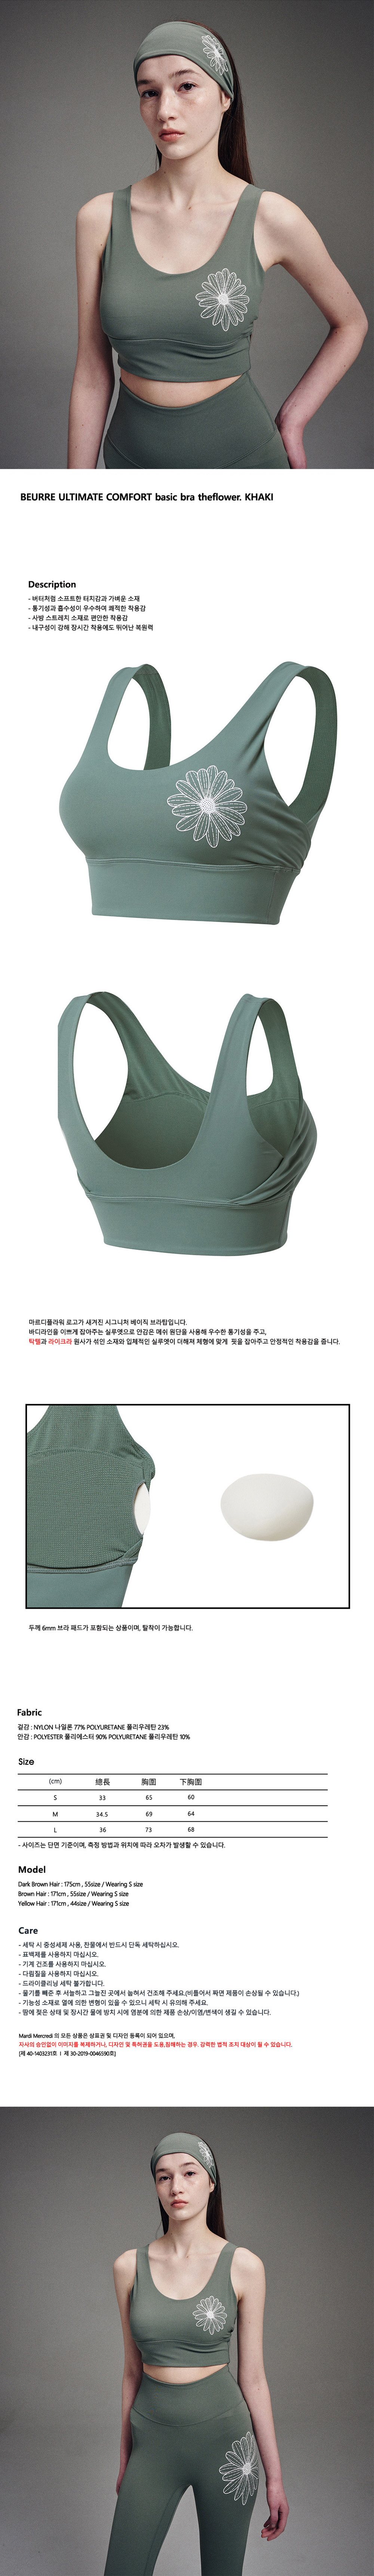 BEURRE ULTIMATE COMFORT basic bra theflower. KHAKI
Description
- 버터처럼 소프트한 터치감과 가벼운 소재
- 통기성과 흡수성이 우수하여 쾌적한 착용감
- 사방 스트레치 소재로 편안한 착용감
- 내구성이 강해 장시간 착용에도 뛰어난 복원력
마르디플라워 로고가 새겨진 시그니처 베이직 브라탑입니다.
바디라인을 이쁘게 잡아주는 실루엣으로 안감은 메쉬 원단을 사용해 우수한 통기성을 주고,
탁텔과 라이크라 원사가 섞인 소재와 입체적인 실루엣이 더해져 체형에 맞게 핏을 잡아주고 안정적인 착용감을 줍니다.
두께 6mm 브라 패드가 포함되는 상품이며, 탈착이 가능합니다.
Fabric
겉감 : NYLON 나일론 77% POLYURETANE 폴리우레탄 23%
안감 : POLYESTER 폴리에스터 90% POLYURETANE 폴리우레탄 10%
Size
(cm) 總長 胸圍 下胸圍
S 33 65 60
M 34.5 69 64
L 36 73 68
- 사이즈는 단면 기준이며, 측정 방법과 위치에 따라 오차가 발생할 수 있습니다.
Model
Dark Brown Hair : 175cm , 55size / Wearing S size
Brown Hair : 171cm , 55size / Wearing S size
Yellow Hair : 171cm , 44size / Wearing S size
Care
- 세탁 시 중성세제 사용, 찬물에서 반드시 단독 세탁하십시오.
- 표백제를 사용하지 마십시오.
- 기계 건조를 사용하지 마십시오.
- 다림질을 사용하지 마십시오.
- 드라이클리닝 세탁 불가합니다.
- 물기를 빼준 후 서늘하고 그늘진 곳에서 눕혀서 건조해 주세요.(비틀어서 짜면 제품이 손상될 수 있습니다.)
- 기능성 소재로 열에 의한 변형이 있을 수 있으니 세탁 시 유의해 주세요.
- 땀에 젖은 상태 및 장시간 물에 방치 시에 염분에 의한 제품 손상/이염/변색이 생길 수 있습니다.
Mardi Mercredi 의 모든 상품은 상표권 및 디자인 등록이 되어 있으며,
자사의 승인없이 이미지를 복제하거나, 디자인 및 특허권을 도용,침해하는 경우. 강력한 법적 조치 대상이 될 수 있습니다.
[제 40-1403231호 I 제 30-2019-0046590호]